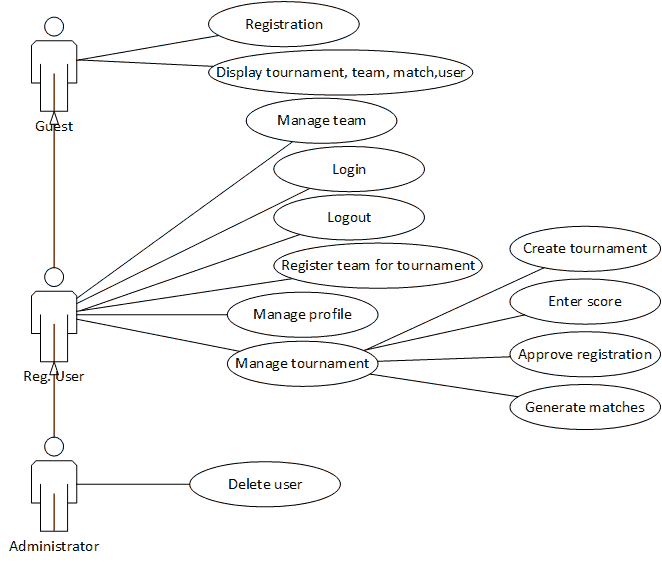 Registration
Display tournament, team, match,user
Guest
Manage team
Login
Logout
Register team for tournament
Manage profile
Manage tournament
Create tournament
Enter score
Approve registration
Generate matches
Reg. User
Delete user
Administrator